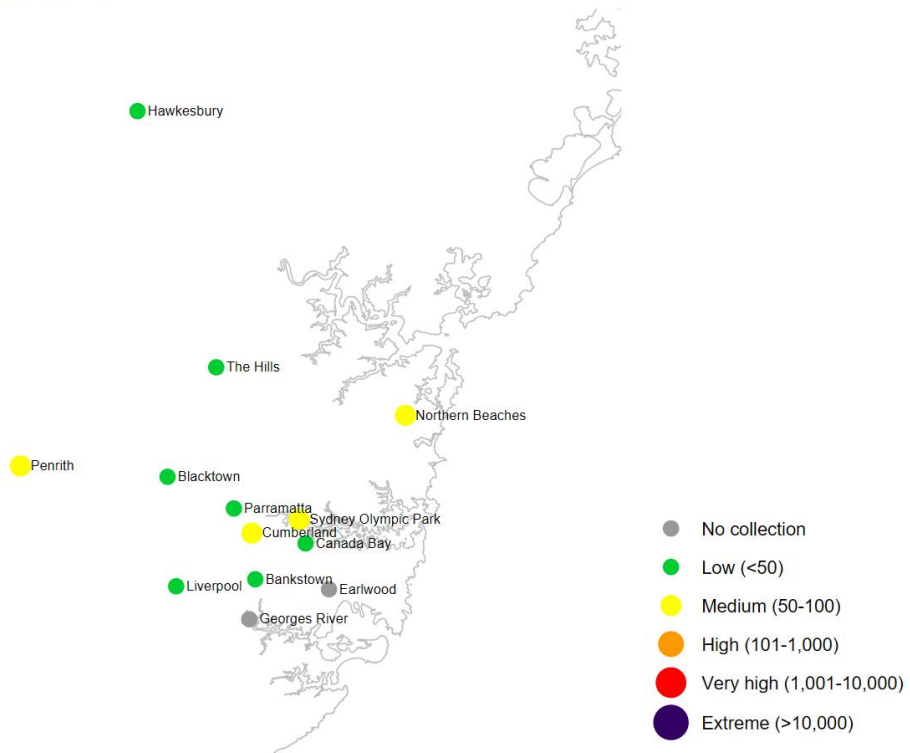 Hawkesbury
The Hills
Northern Beaches
Penrith
Blacktown
Parramatta
Sydney Olympic Park
Cumberland
Canada Bay
Bankstown
Liverpool
Earlwood
Georges River
No collection
Low (<50)
Medium (50-100)
High (101-1,000)
Very high (1,001-10,000)
Extreme (>10,000)